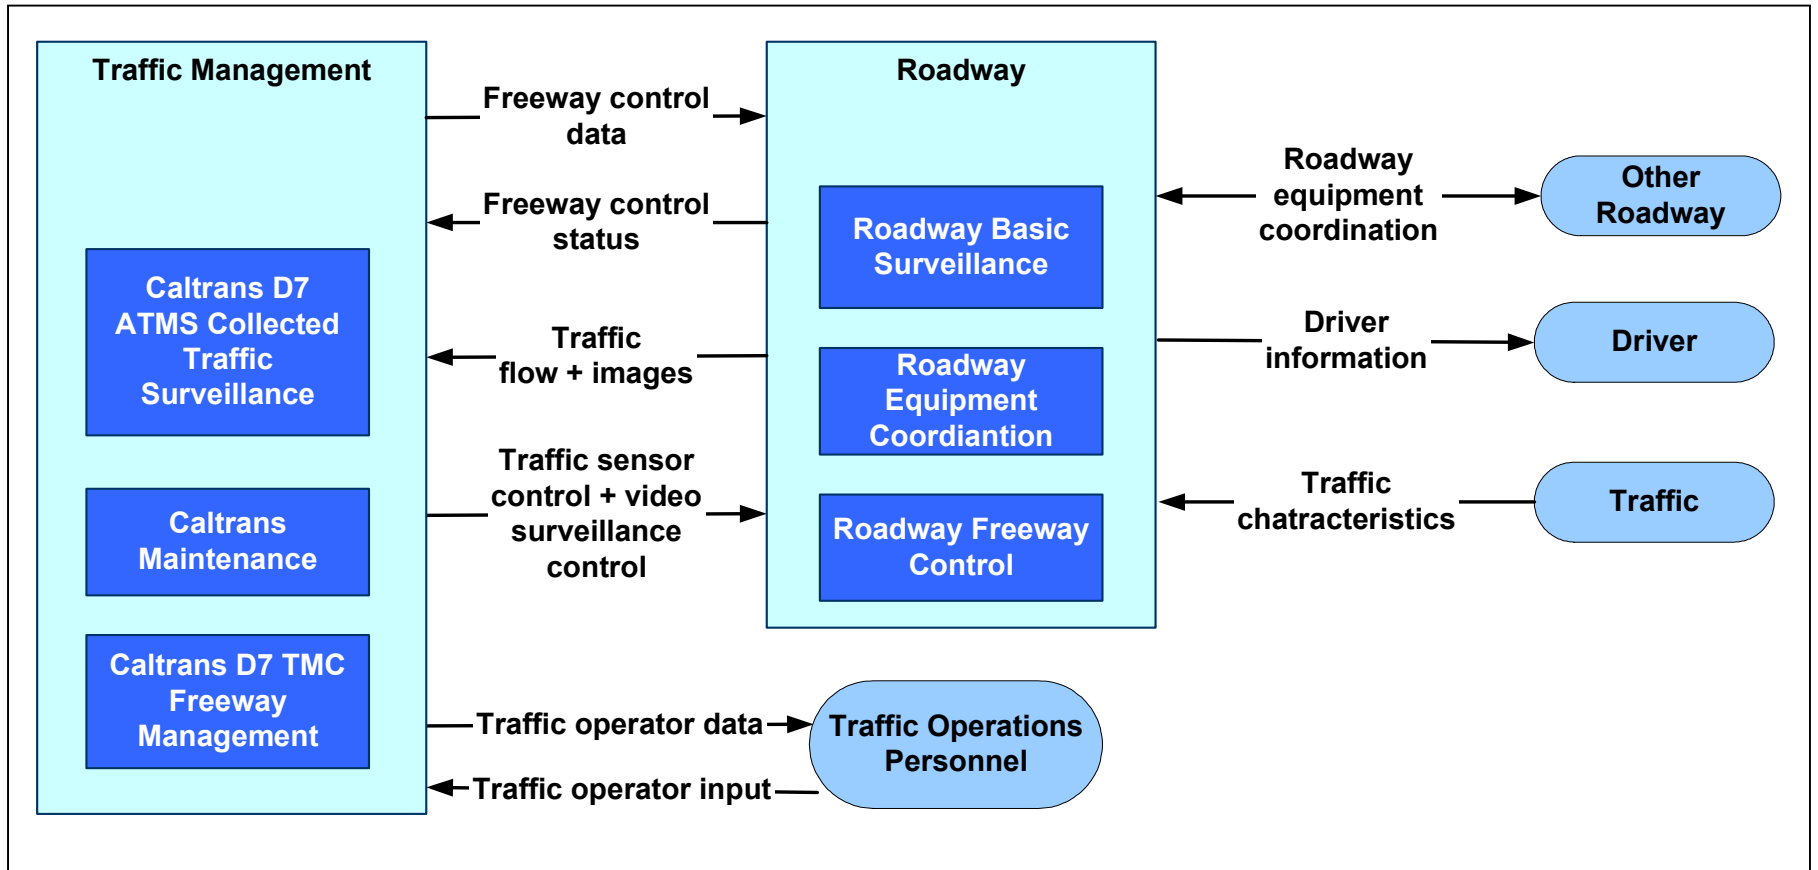 Traffic Management
Caltrans D7
ATMS Collected
Traffic
Surveillance
Caltrans
Maintenance
Caltrans D7 TMC
Freeway
Management
Freeway control
data
Freeway control
status
Traffic
flow + images
Traffic sensor
control + video
surveillance
control
Traffic operator data
Traffic operator input
Roadway
Roadway Basic
Surveillance
Roadway
Equipment
Coordiantion
Roadway Freeway
Control
Traffic Operations
Personnel
Roadway
equipment
coordination
Driver
information
Traffic
chatracteristics
Other
Roadway
Driver
Traffic